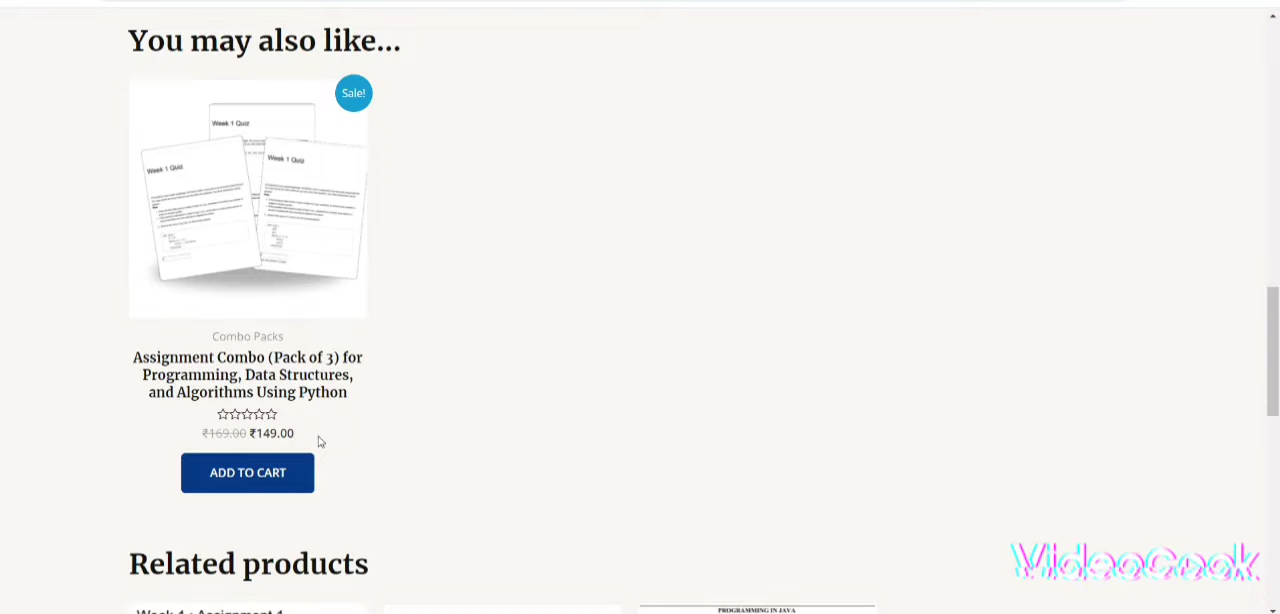 You may also like...
Sale!
Week 1 Quiz
Week 1 Quiz
Week 1 Quiz
Combo Packs
Assignment Combo (Pack of 3) for
Programming, Data Structures,
and Algorithms Using Python
₹169.00 ₹149.00
ADD TO CART
Related products
VideoGeek
Week 1 : Assignment 1
PROGRAMMING IN JAVA